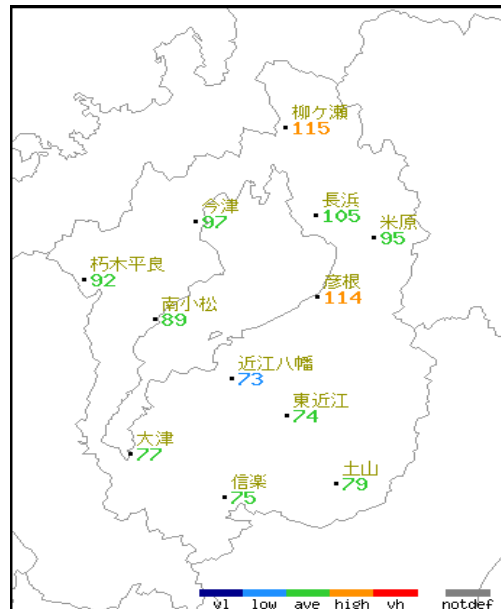 柳ケ瀬
115
長浜
105
今津
97
米原
95
朽木平良
92
彦根
114
南小松
89
近江八幡
73
東近江
74
大津
77
土山
79
信楽
75
vl low ave high vh notdef